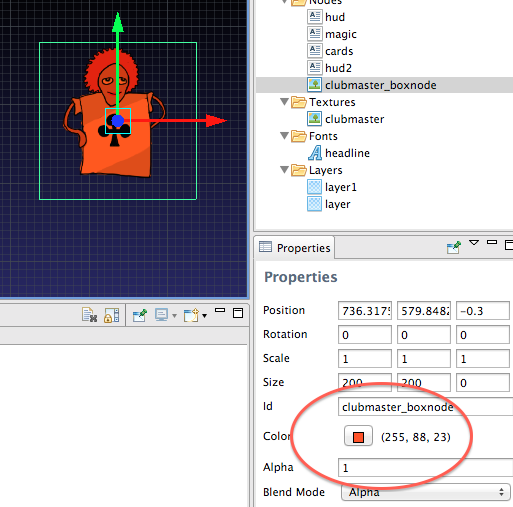 Nodes
hud
magic
cards
hud2
clubmaster_boxnode
Textures
clubmaster
Fonts
headline
Layers
layer1
layer
Properties
Properties
Position 736.3175 579.8482 -0.3
Rotation 0 0 0
Scale 1 1 1
Size 200 200 0
Id clubmaster_boxnode
Color (255, 88, 23)
Alpha 1
Blend Mode Alpha